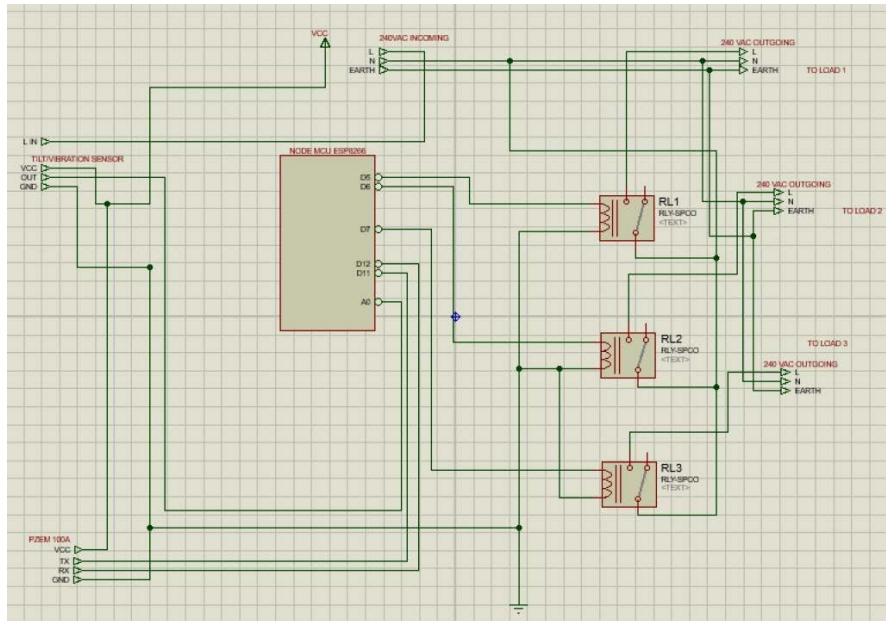 VCC
240VAC INCOMING
L
N
EARTH
240 VAC OUTGOING
L
N
EARTH
TO LOAD 1
L IN
TILT/VIBRATION SENSOR
VCC
OUT
GND
NODE MCU ESP8266
D5
D6
D7
D12
D11
A0
RL1
RLY-SPCO
<TEXT>
240 VAC OUTGOING
L
N
EARTH
TO LOAD 2
RL2
RLY-SPCO
<TEXT>
TO LOAD 3
240 VAC OUTGOING
L
N
EARTH
RL3
RLY-SPCO
<TEXT>
PZEM 100A
VCC
TX
RX
GND